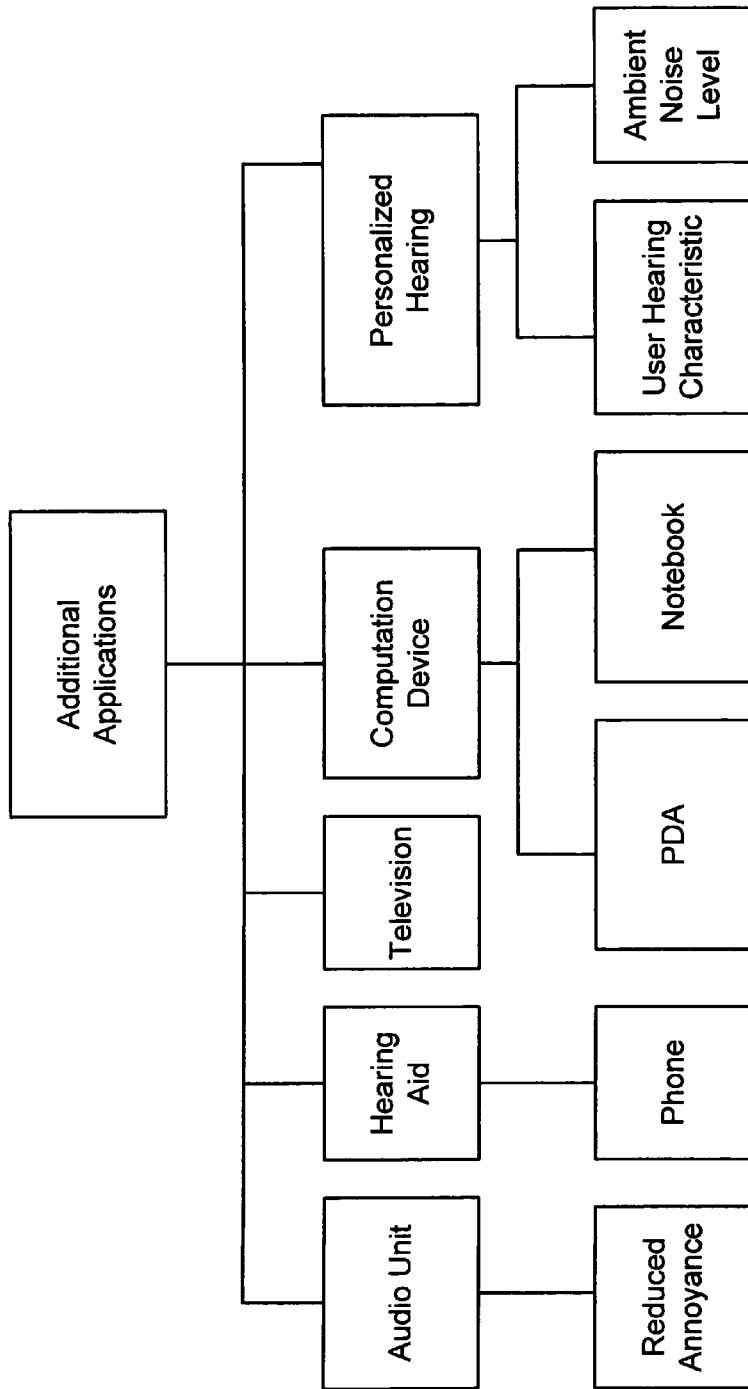 Additional
Applications
Audio Unit
Hearing
Aid
Television
Computation
Device
Personalized
Hearing
Reduced
Annoyance
Phone
PDA
Notebook
User Hearing
Characteristic
Ambient
Noise
Level